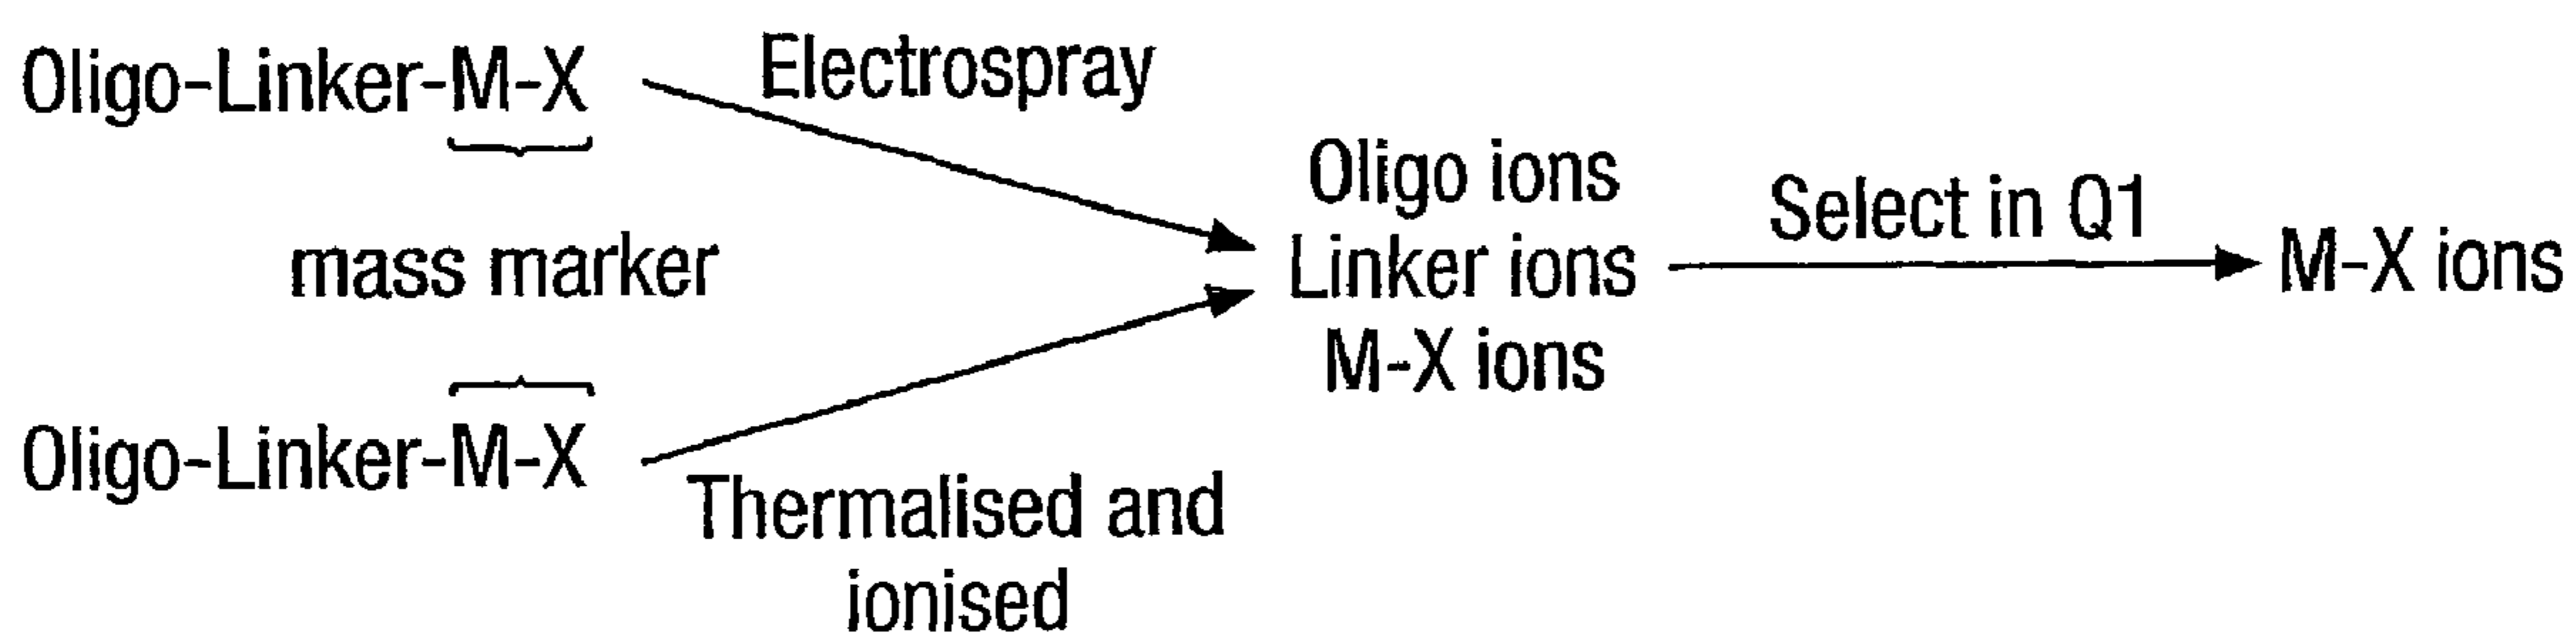 Oligo-Linker-M-X
Electrospray
mass marker
Oligo-Linker-M-X
Thermalised and
ionised
Oligo ions
Linker ions
M-X ions
Select in Q1
M-X ions